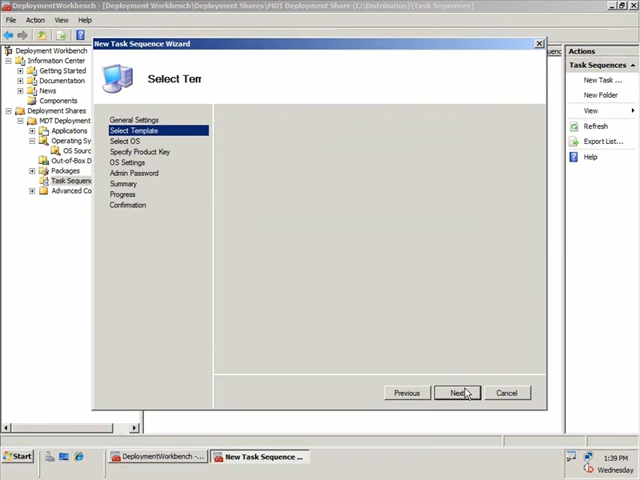 DeploymentWorkbench - [Deployment Workbench\Deployment Shares\MDT Deployment Share (C:\Distribution)\Task Sequences]
File Action View Help
Deployment Workbench
Information Center
Getting Started
Documentation
News
Components
Deployment Shares
MDT Deployment
Applications
Operating Sy
OS Sourc
Out-of-Box D
Packages
Task Sequenc
Advanced Co
New Task Sequence Wizard
Select Tem
General Settings
Select Template
Select OS
Specify Product Key
OS Settings
Admin Password
Summary
Progress
Confirmation
Previous
Next
Cancel
Actions
Task Sequences
New Task ...
New Folder
View
Refresh
Export List...
Help
Start
DeploymentWorkbench -...
New Task Sequence ...
1:39 PM
Wednesday